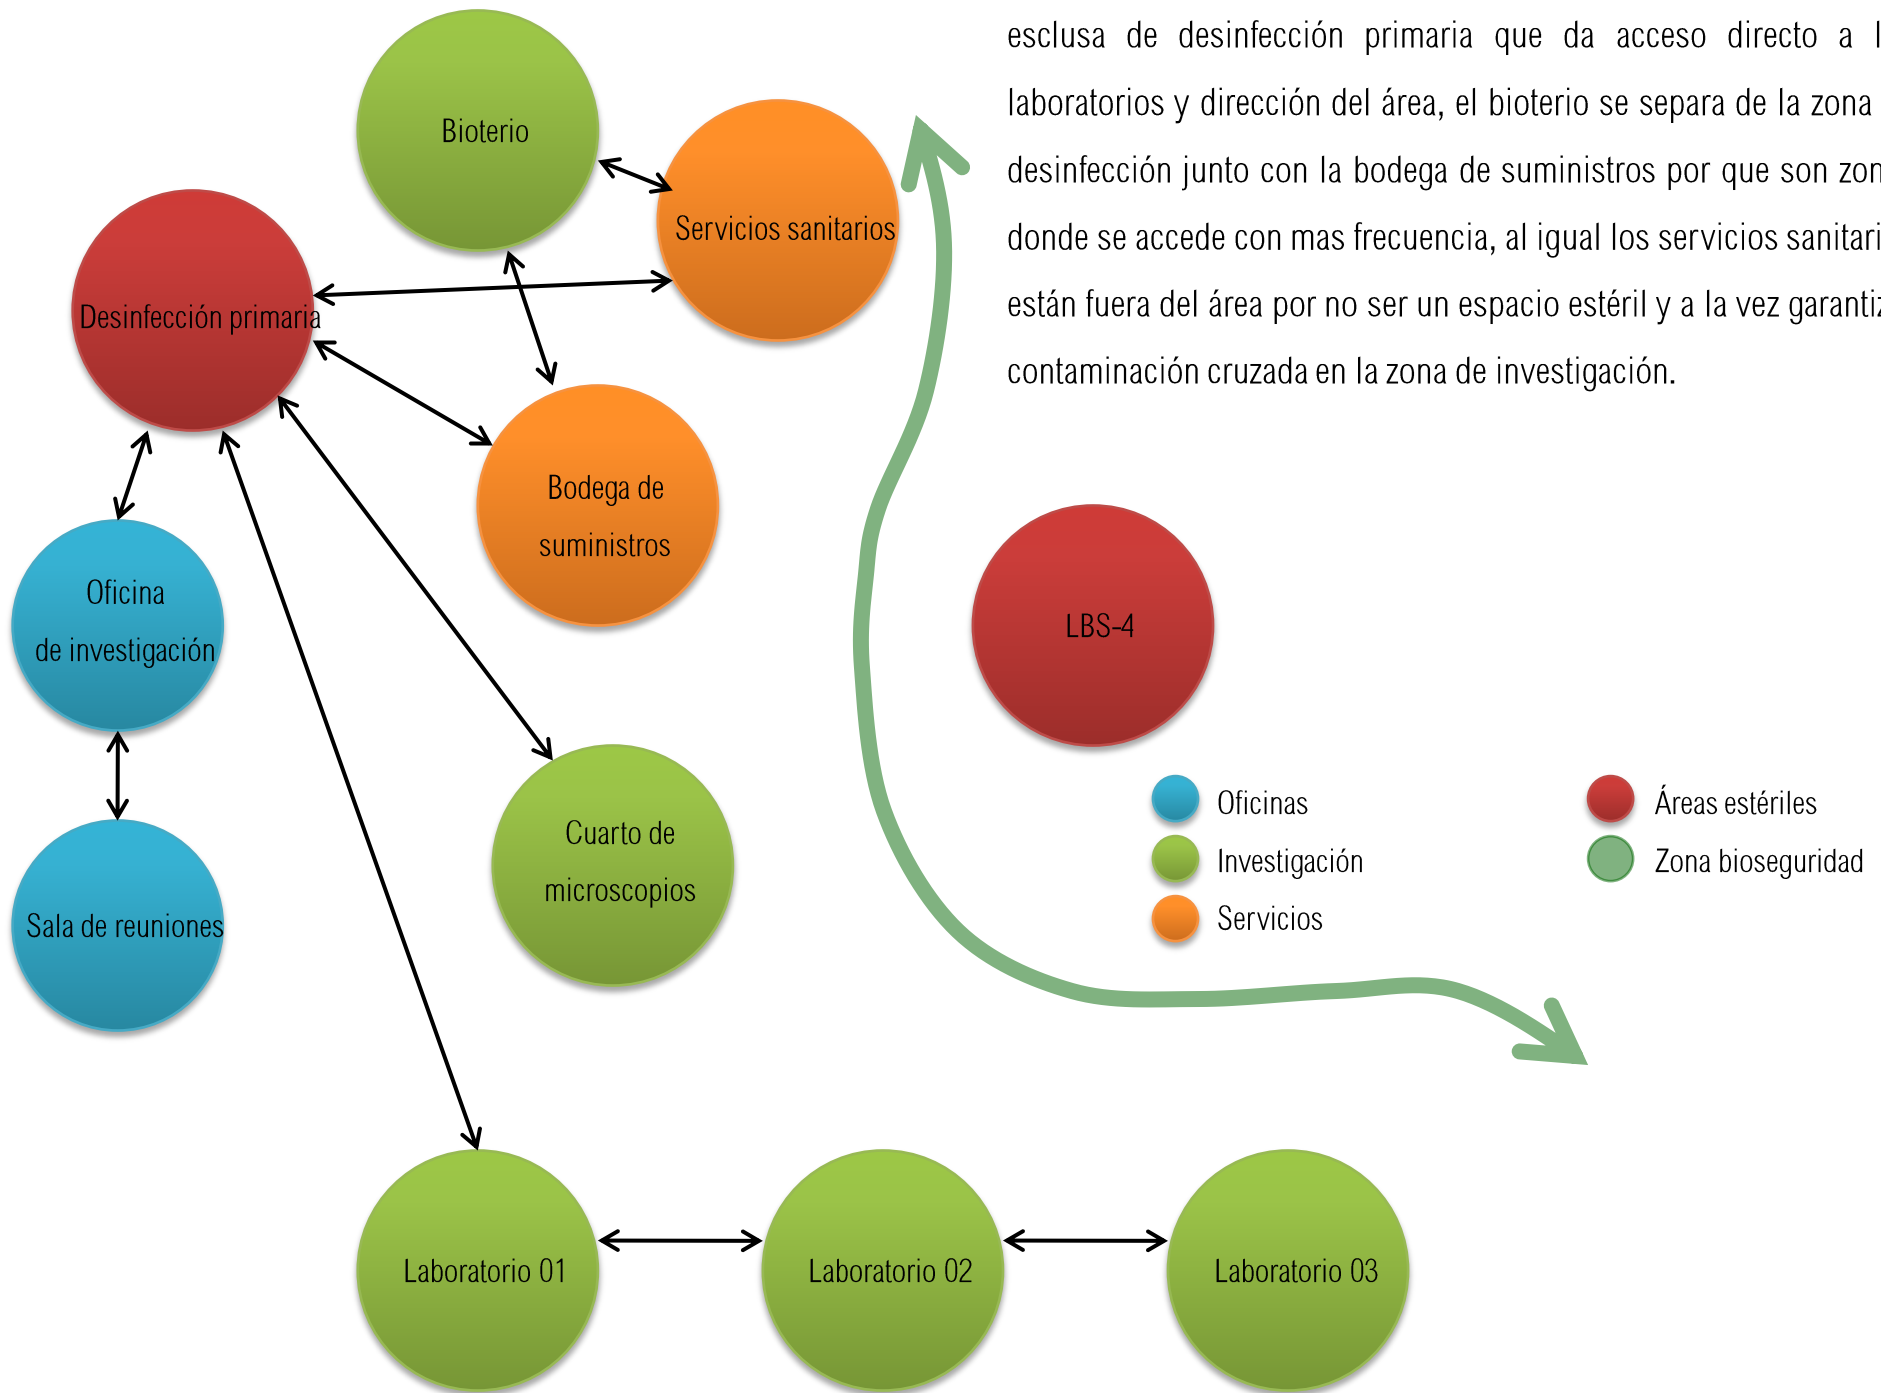 esclusa de desinfección primaria que da acceso directo a
laboratorios y dirección del área, el bioterio se separa de la zona
desinfección junto con la bodega de suministros por que son
donde se accede con mas frecuencia, al igual los servicios
están fuera del área por no ser un espacio estéril y a la vez
contaminación cruzada en la zona de investigación.
Bioterio
Servicios sanitarios
Desinfección primaria
Bodega de
suministros
Oficina
de investigación
LBS-4
Cuarto de
microscopios
Sala de reuniones
Oficinas
Investigación
Servicios
Áreas estériles
Zona bioseguridad
Laboratorio 01
Laboratorio 02
Laboratorio 03